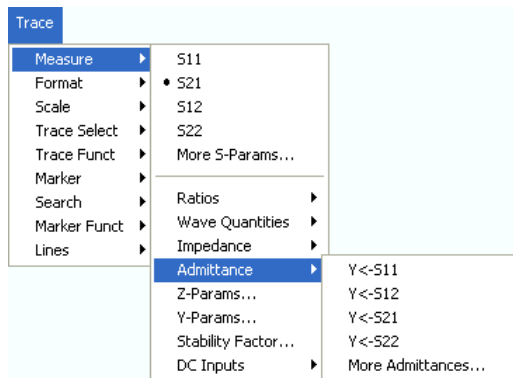 Trace
Measure
Format
Scale
Trace Select
Trace Funct
Marker
Search
Marker Funct
Lines
S11
S21
S12
S22
More S-Params...
Ratios
Wave Quantities
Impedance
Admittance
Z-Params...
Y-Params...
Stability Factor...
DC Inputs
Y<-S11
Y<-S12
Y<-S21
Y<-S22
More Admittances...